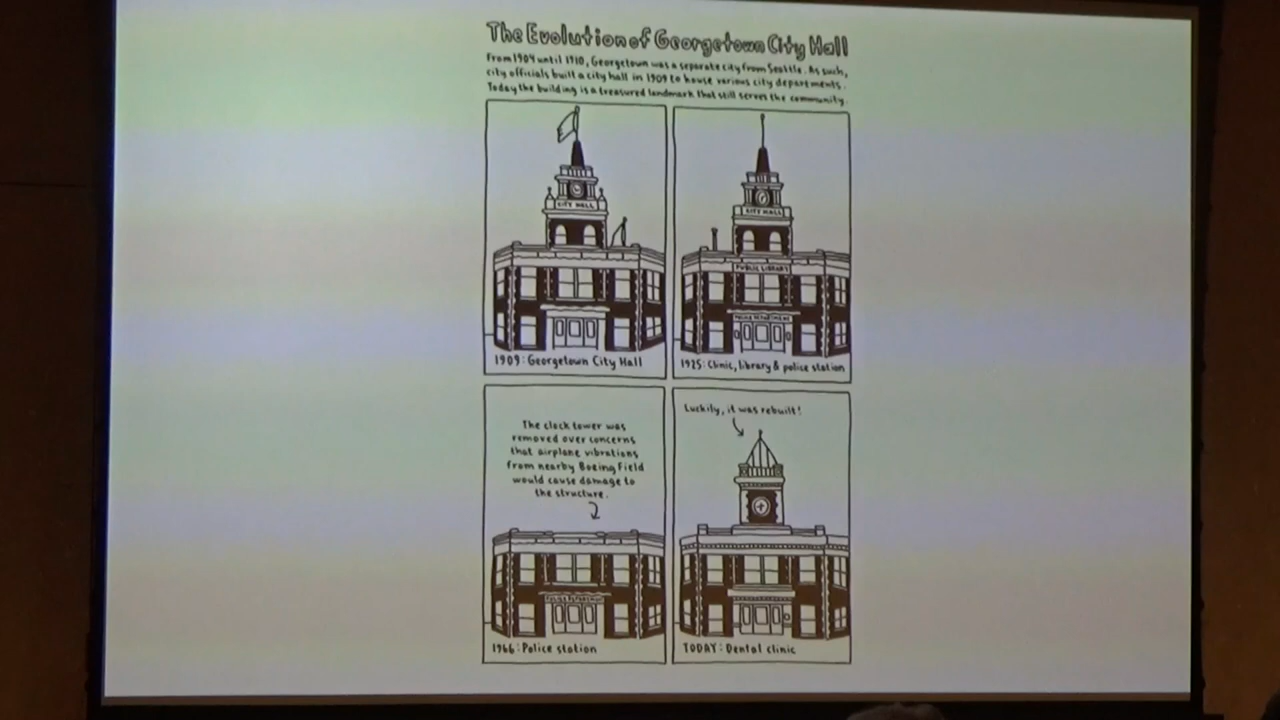 The Evolution of Georgetown City Hall
From 1904 until 1910, Georgetown was a separate city from Seattle. As such,
city officials built a city hall in 1909 to house various city departments.
Today the building is a treasured landmark that still serves the community.
CITY HALL
1909: Georgetown City Hall
CITY HALL
PUBLIC LIBRARY
POLICE DEPARTMENT
1925: Clinic, library & police station
The clock tower was
removed over concerns
that airplane vibrations
from nearby Boeing Field
would cause damage to
the structure.
POLICE DEPARTMENT
1966: Police station
Luckily, it was rebuilt!
TODAY: Dental clinic